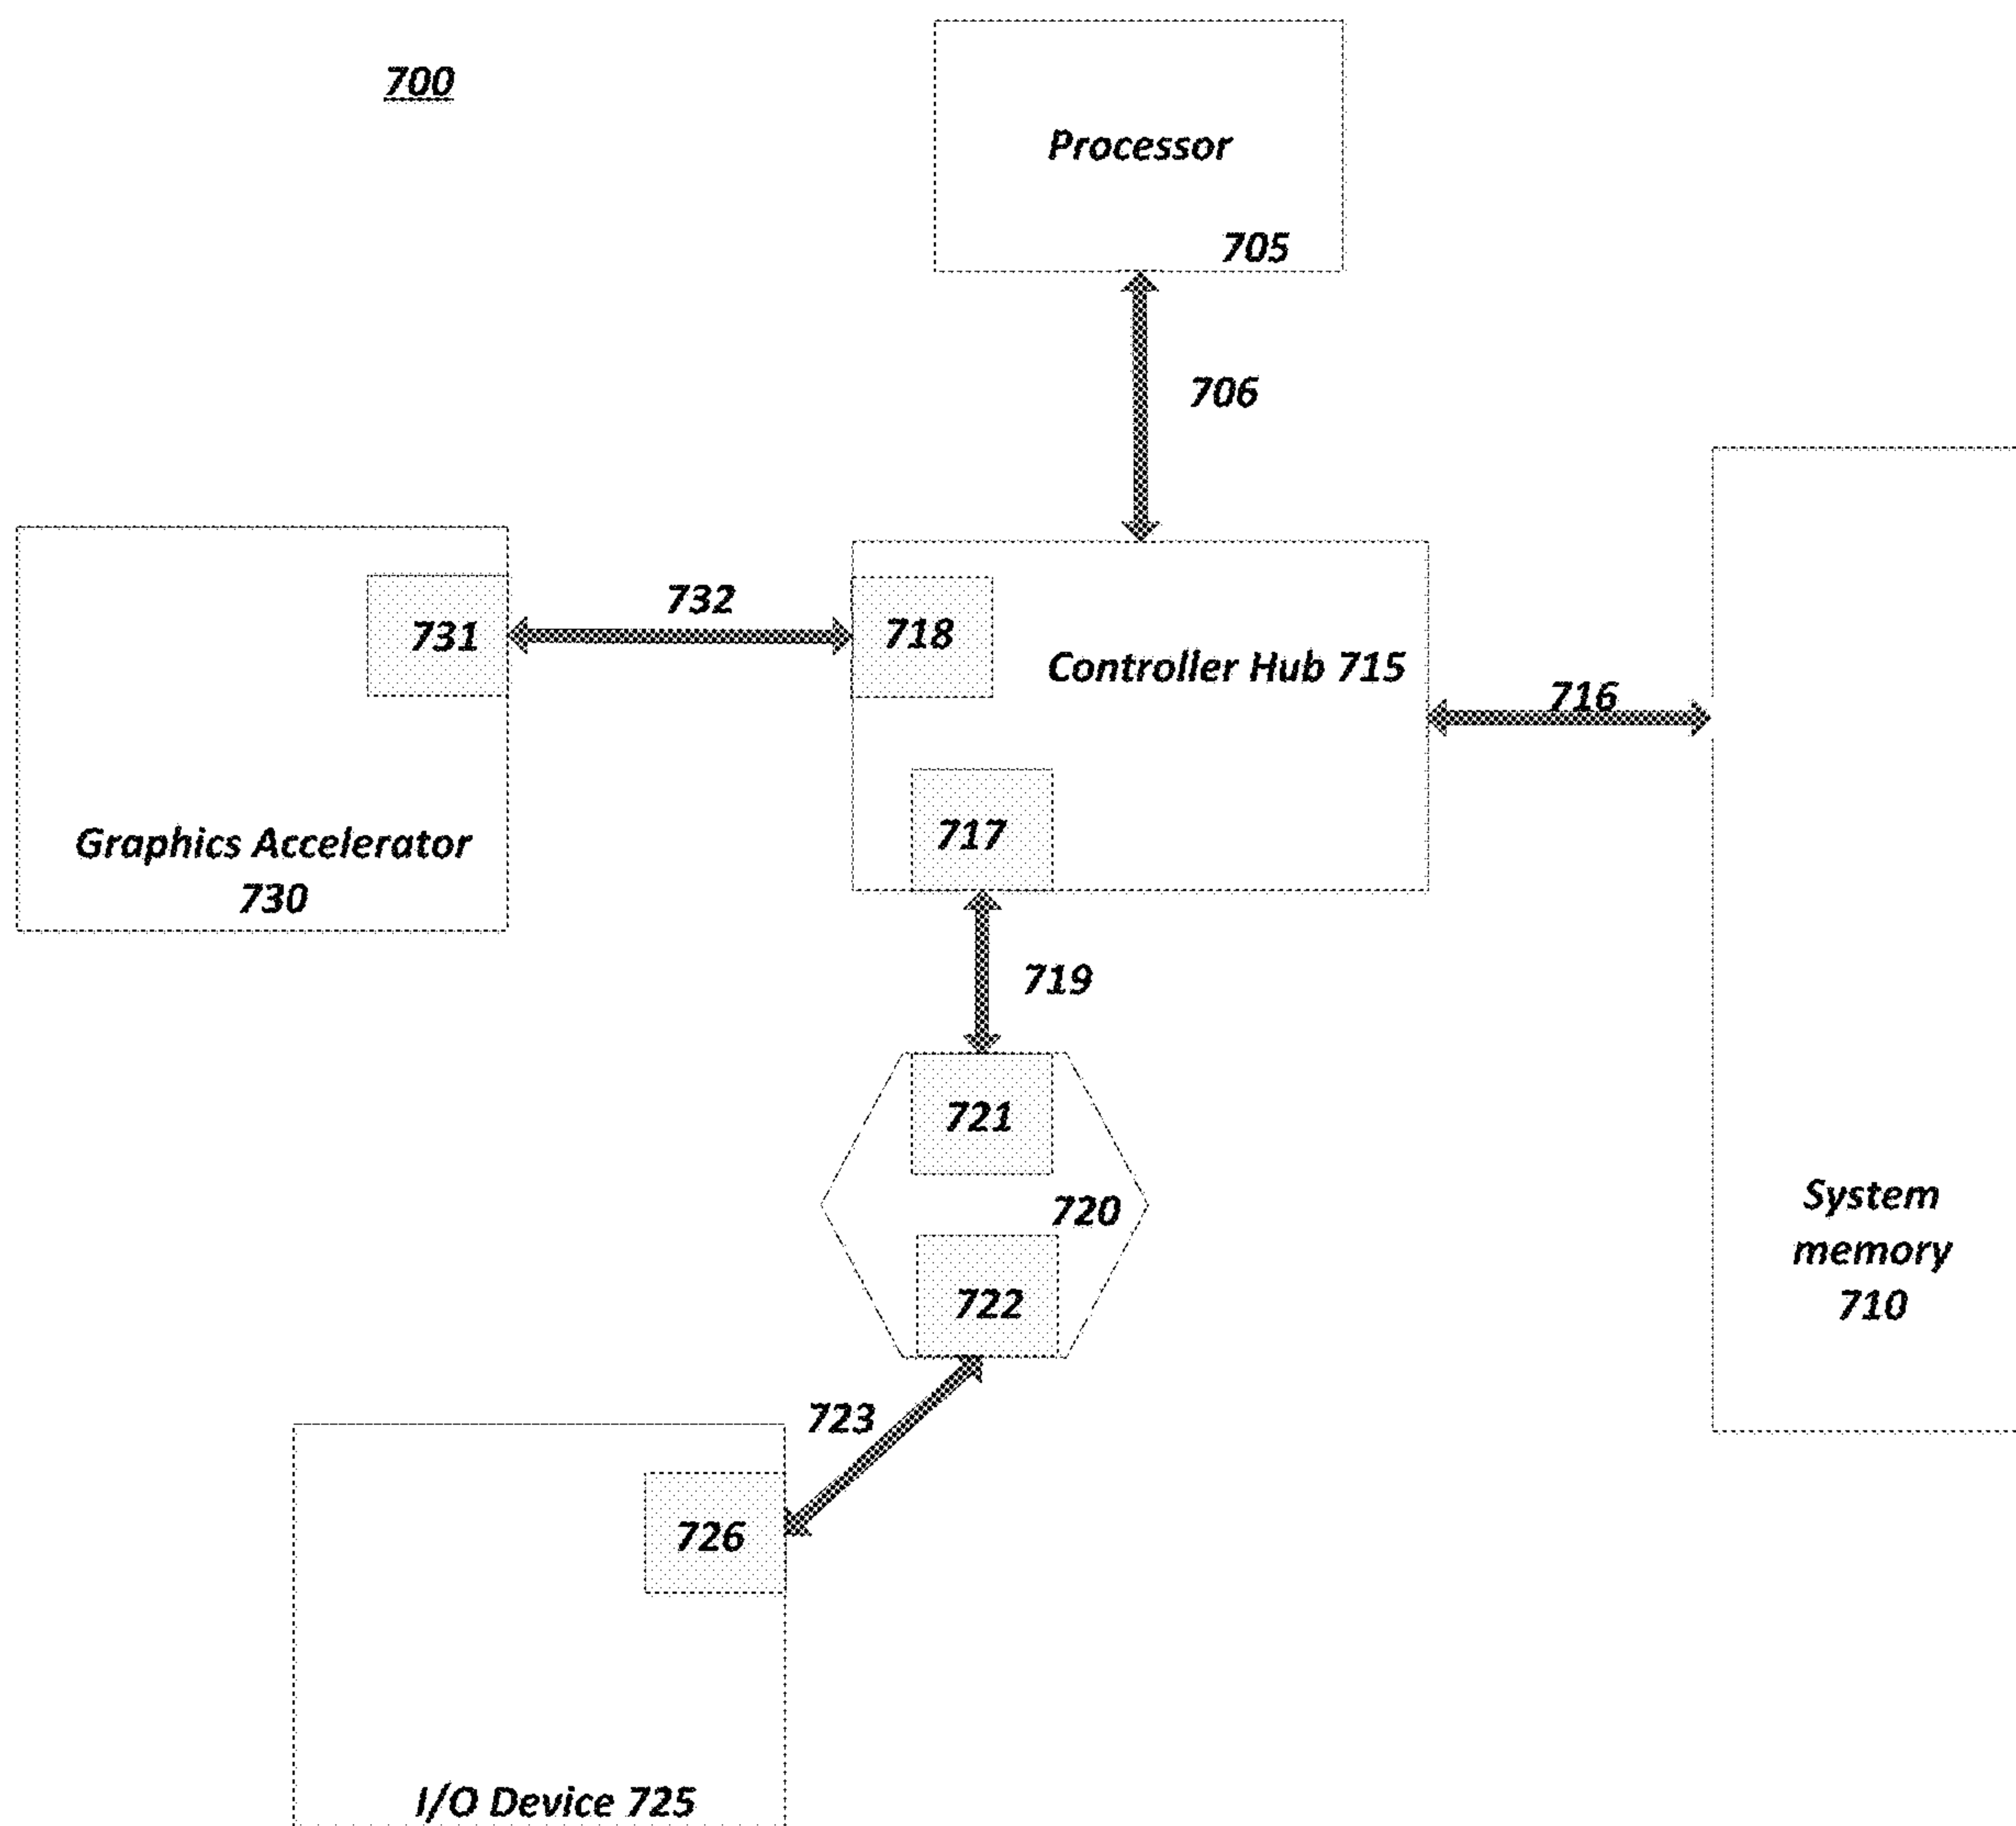 700
Processor
705
706
732
731
718
Controller Hub 715
716
717
Graphics Accelerator
730
719
721
720
722
System
memory
710
723
726
I/O Device 725